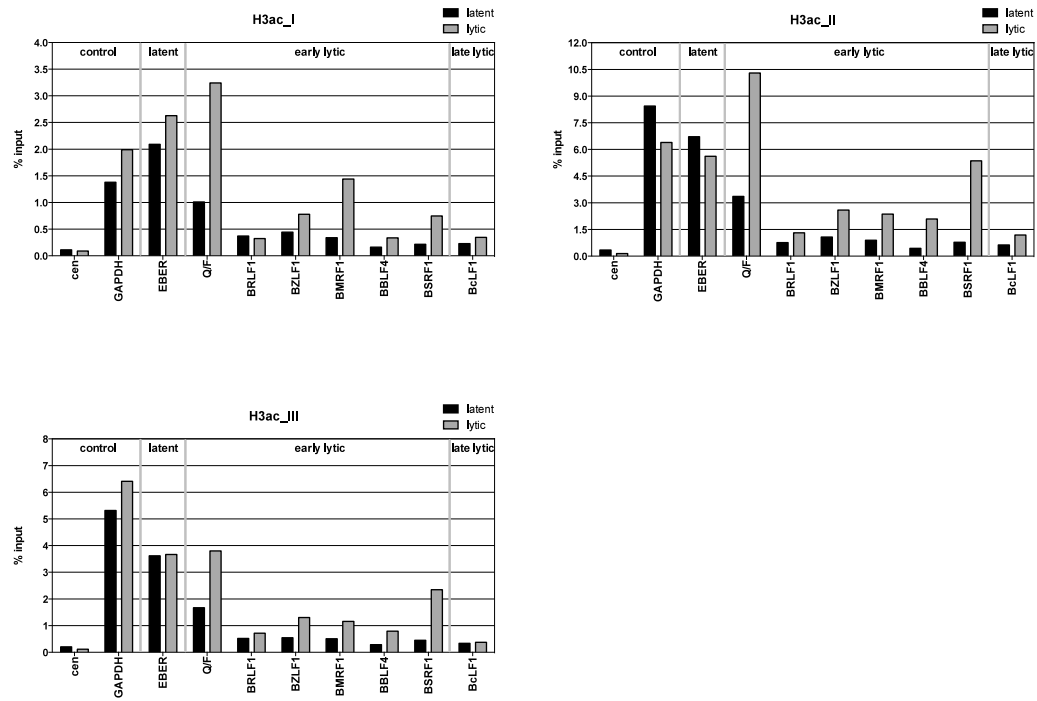 H3ac_I
latent
lytic
4.0
3.5
3.0
2.5
2.0
1.5
1.0
0.5
0.0
% input
control
latent
early lytic
late lytic
cen
GAPDH
EBER
Q/F
BRLF1
BZLF1
BMRF1
BBLF4
BSRF1
BcLF1
H3ac_II
latent
lytic
12.0
10.5
9.0
7.5
6.0
4.5
3.0
1.5
0.0
% input
control
latent
early lytic
late lytic
cen
GAPDH
EBER
Q/F
BRLF1
BZLF1
BMRF1
BBLF4
BSRF1
BcLF1
H3ac_III
latent
lytic
8
7
6
5
4
3
2
1
0
% input
control
latent
early lytic
late lytic
cen
GAPDH
EBER
Q/F
BRLF1
BZLF1
BMRF1
BBLF4
BSRF1
BcLF1